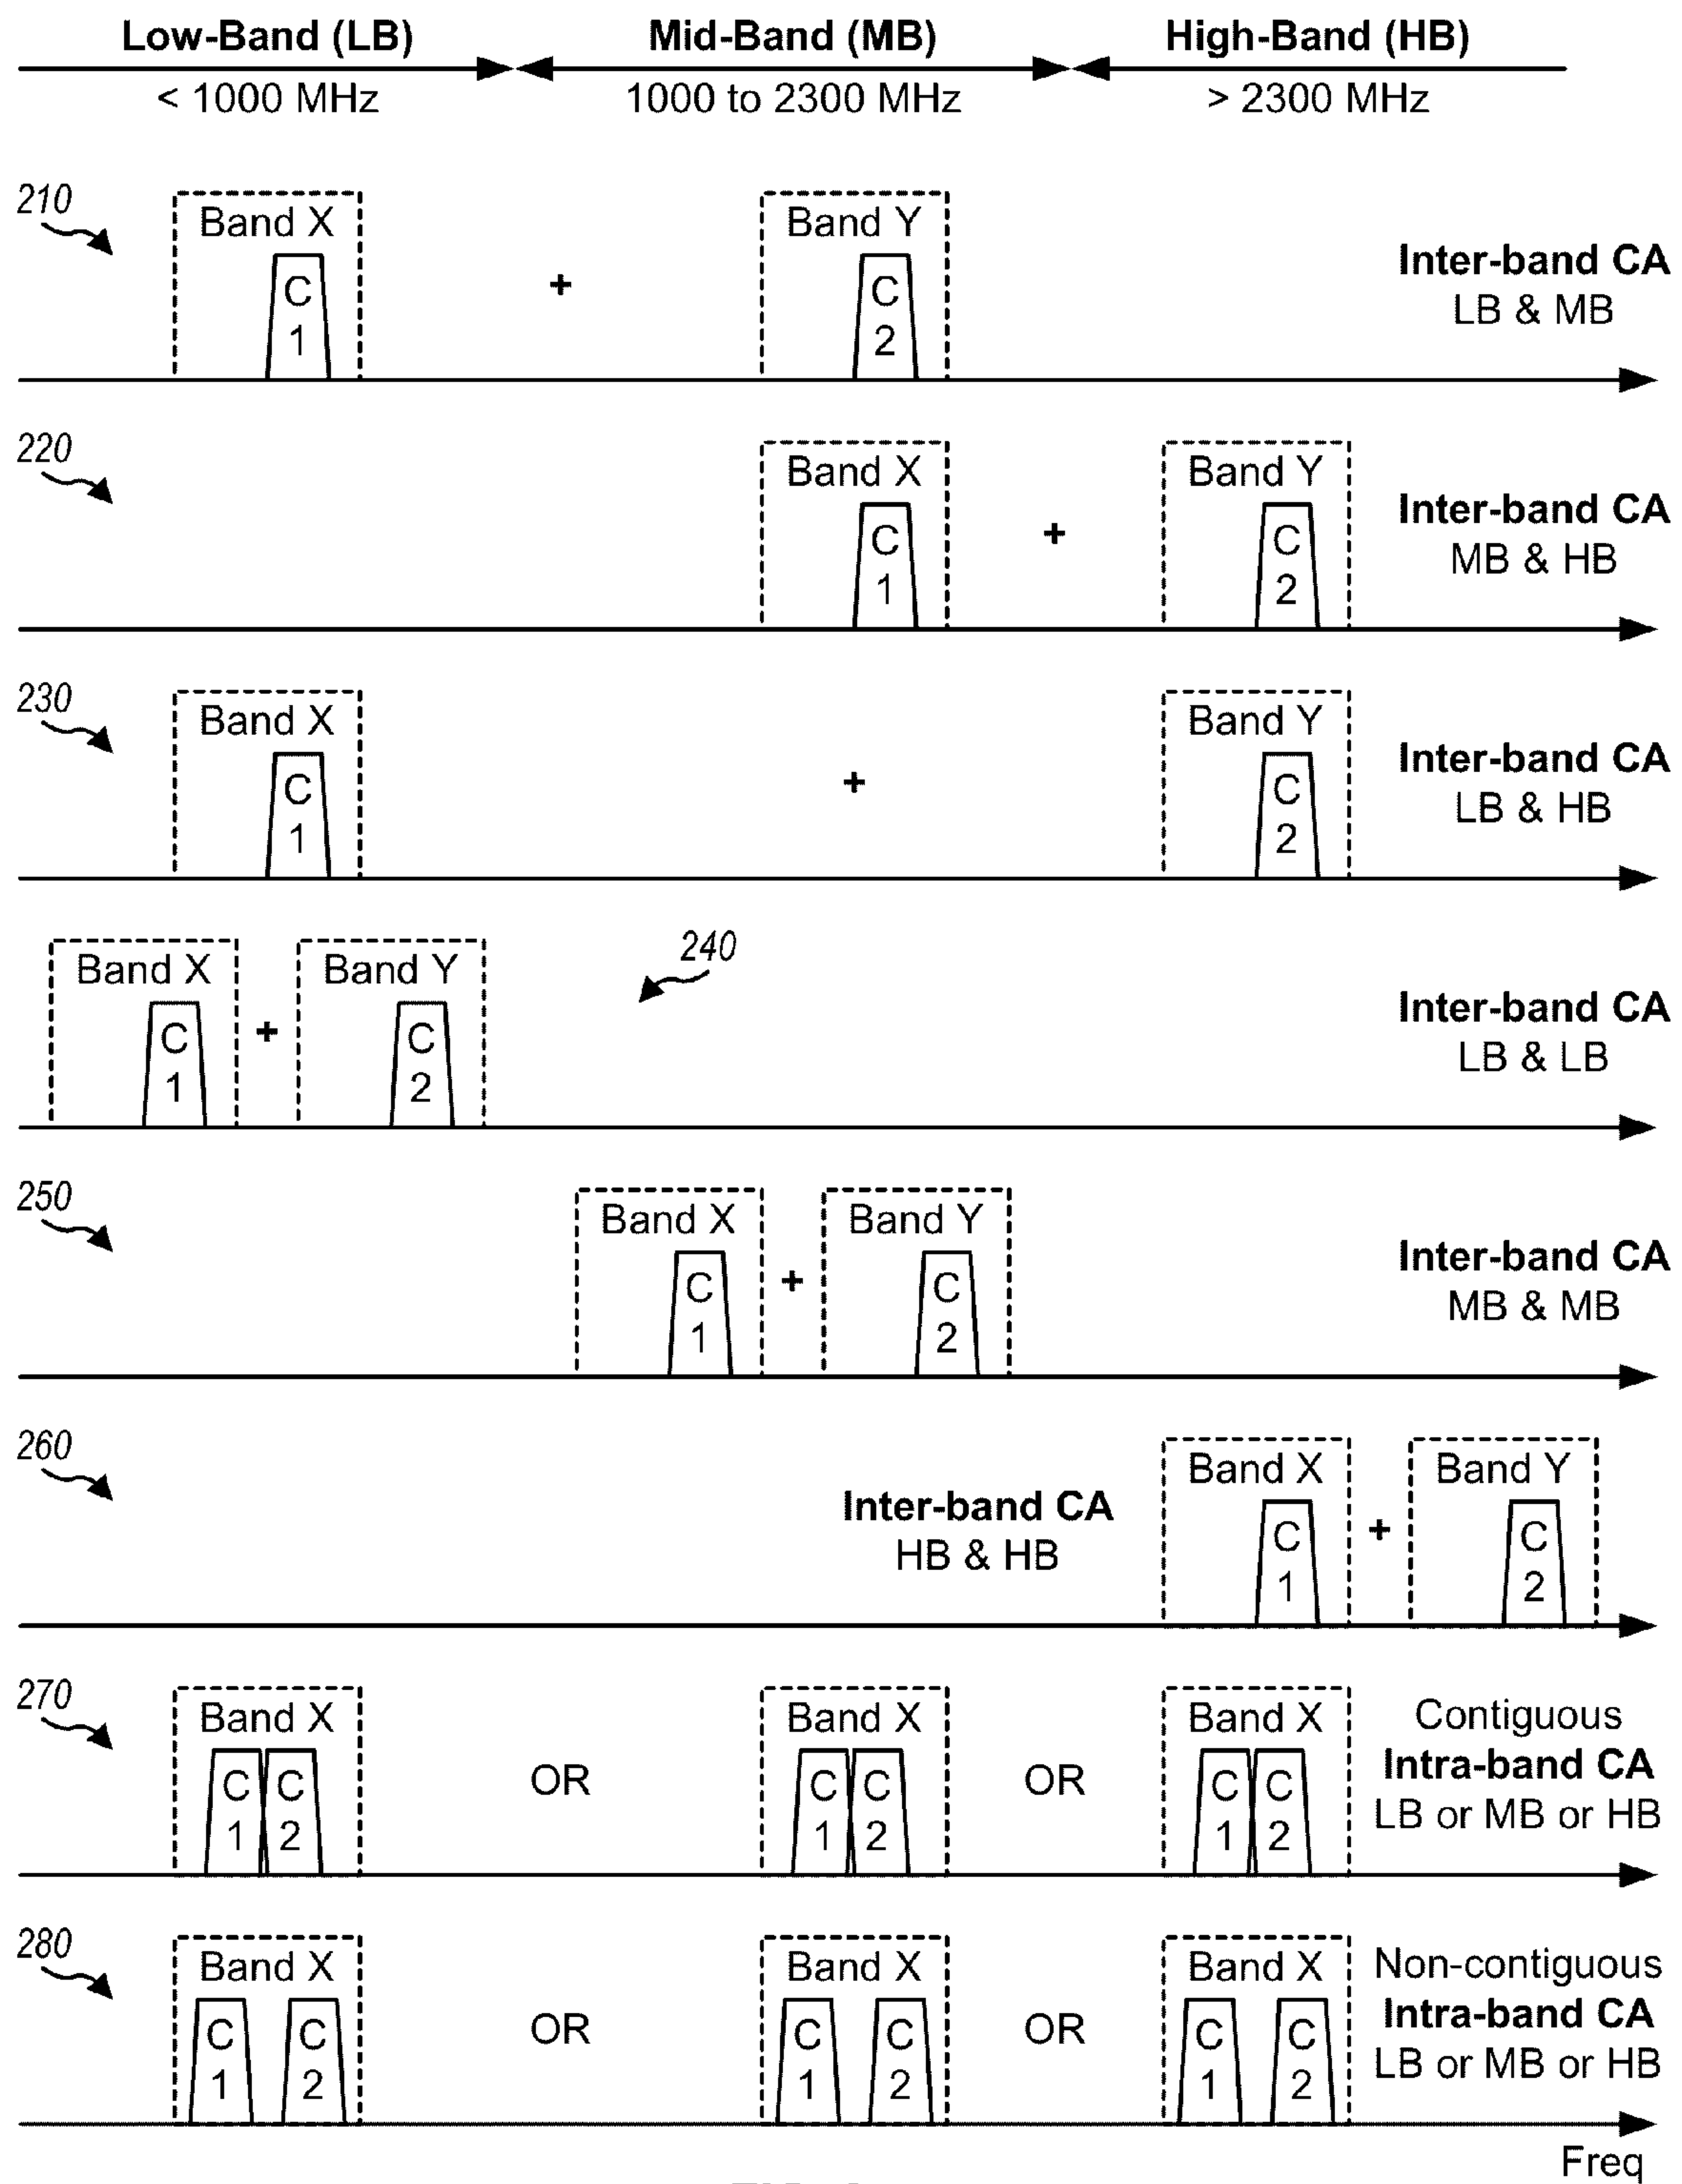 Low-Band (LB) Mid-Band (MB) High-Band (HB)
< 1000 MHz 1000 to 2300 MHz > 2300 MHz
210
Band X Band Y
C 1 + C 2
Inter-band CA
LB & MB
220
Band X Band Y
C 1 + C 2
Inter-band CA
MB & HB
230
Band X Band Y
C 1 + C 2
Inter-band CA
LB & HB
240
Band X Band Y
C 1 + C 2
Inter-band CA
LB & LB
250
Band X Band Y
C 1 + C 2
Inter-band CA
MB & MB
260
Inter-band CA
HB & HB
Band X Band Y
C 1 + C 2
270
Band X Band X Band X
C 1 C 2 OR C 1 C 2 OR C 1 C 2
Contiguous
Intra-band CA
LB or MB or HB
280
Band X Band X Band X
C 1 C 2 OR C 1 C 2 OR C 1 C 2
Non-contiguous
Intra-band CA
LB or MB or HB
Freq